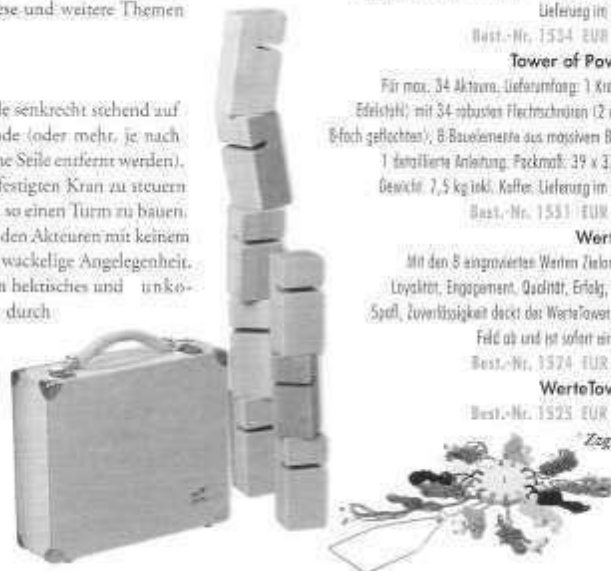 ese und weitere Themen
le senkrecht stehend auf
de (oder mehr, je nach
ne Seile entfernt werden),
festigten Kran zu steuern
so einen Turm zu bauen.
den Akteuren mit keinem
wackelige Angelegenheit.
n hektisches und unko-
durch
Lieferung im
Best.-Nr. 1534 EUR
Tower of Pow
Für max. 34 Akteure. Lieferumfang: 1 Kra
Edelstahl) mit 34 robusten Flechtschnüren (2
8-fach geflochten), 8 Bauelemente aus massivem B
1 detaillierte Anleitung. Packmaß: 39 x 3
Gewicht: 7,5 kg inkl. Koffer. Lieferung im
Best.-Nr. 1551 EUR
Wert
Mit den 8 eingravierten Werten
Loyalität, Engagement, Qualität, Erfolg,
Spaß, Zuverlässigkeit deckt der WerteTower
Feld ab und ist sofort ein
Best.-Nr. 1524 EUR
WerteTow
Best.-Nr. 1525 EUR
Zzg